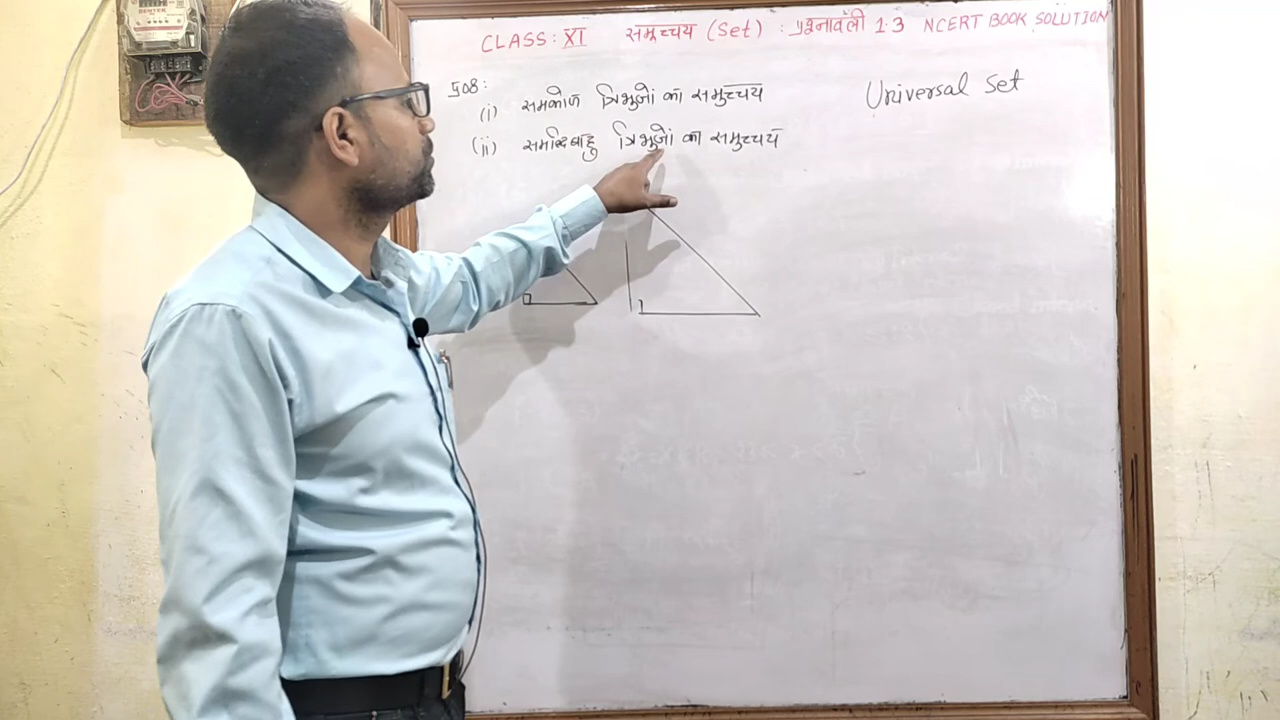 CLASS: XI समुच्चय (Set) : प्रश्नावली 1.3 NCERT BOOK SOLUTION
प्र08:
(i) समकोण त्रिभुजों का समुच्चय
Universal Set
(ii) समद्विबाहु त्रिभुजों का समुच्चय